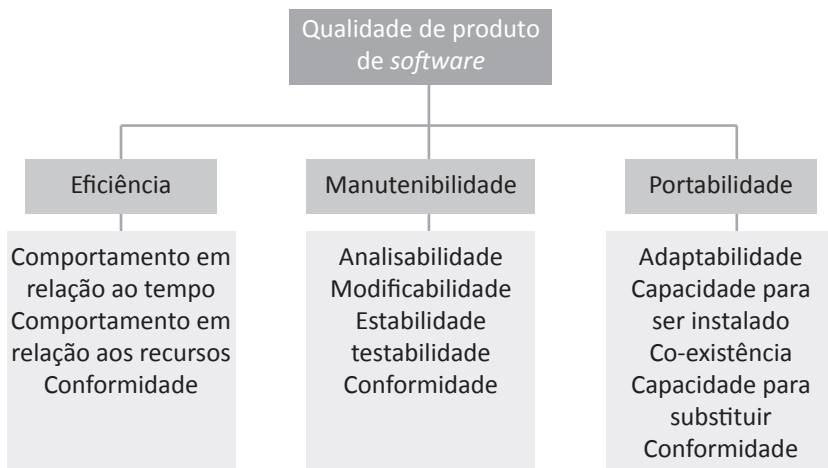 Qualidade de produto
de software
Eficiência
Manutenibilidade
Portabilidade
Comportamento em
relação ao tempo
Comportamento em
relação aos recursos
Conformidade
Analisabilidade
Modificabilidade
Estabilidade
testabilidade
Conformidade
Adaptabilidade
Capacidade para
ser instalado
Co-existência
Capacidade para
substituir
Conformidade